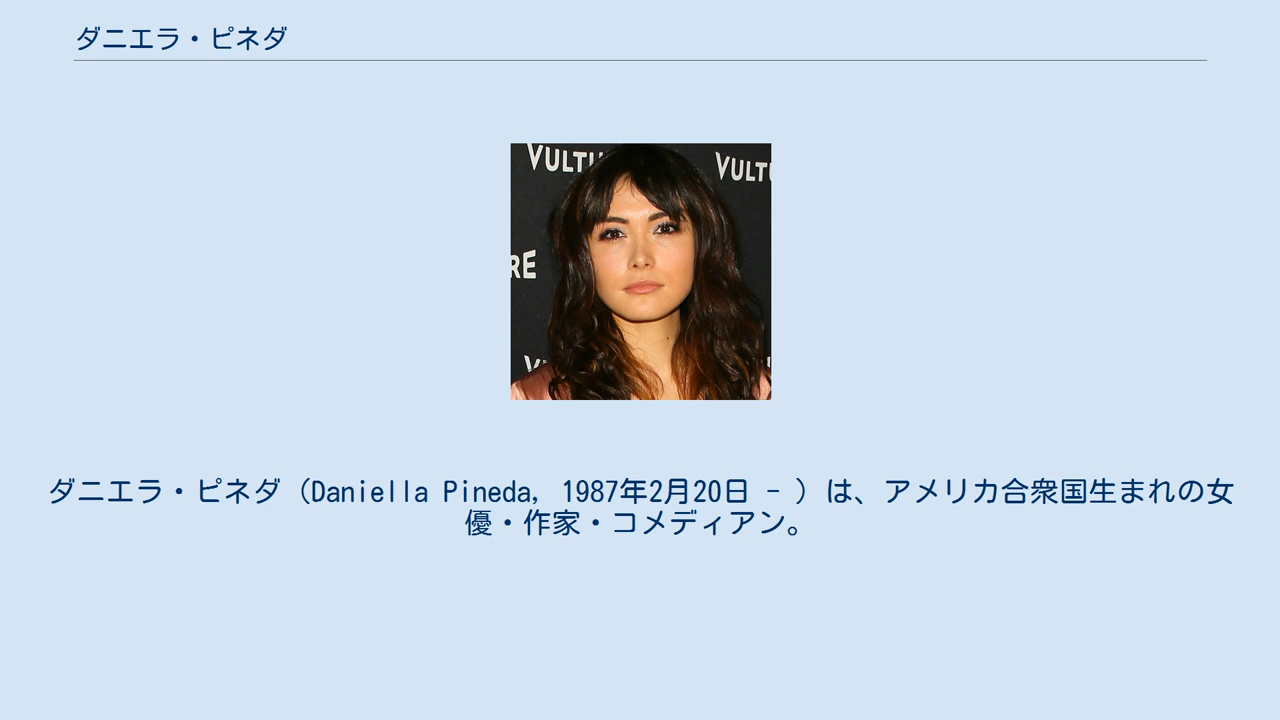 ダニエラ・ピネダ
VULTU
VULTU
RE
ダニエラ・ピネダ（Daniella Pineda, 1987年2月20日 - ）は、アメリカ合衆国生まれの女
優・作家・コメディアン。